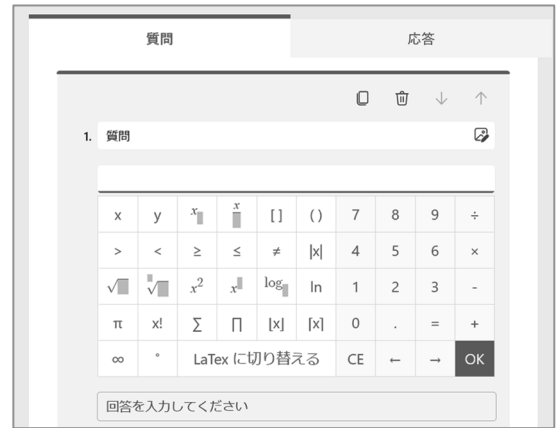 質問 応答
1. 質問
x y x x [ ] ( ) 7 8 9 ÷
> < ≥ ≤ ≠ |x| 4 5 6 ×
√ √ x² x log ln 1 2 3 -
π x! ∑ ∏ ⌊x⌋ ⌈x⌉ 0 . = +
∞ ° LaTex に切り替える CE ← → OK
回答を入力してください